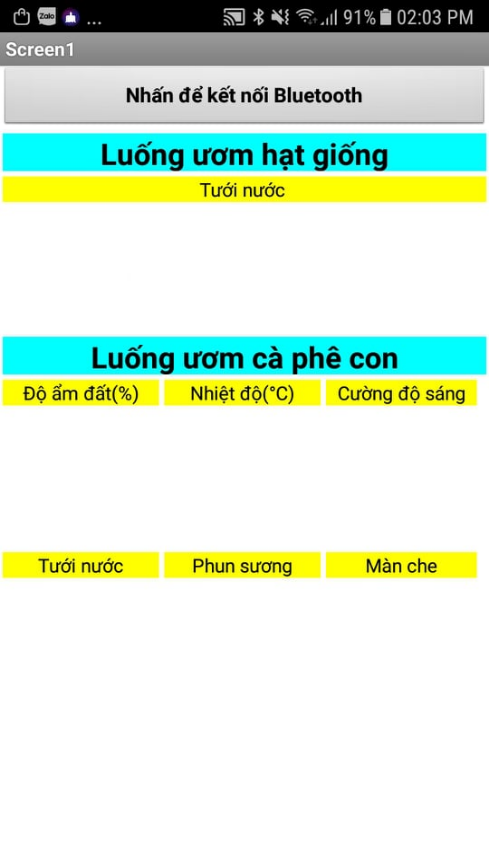 Zalo ... 91% 02:03 PM
Screen1
Nhấn để kết nối Bluetooth
Luống ươm hạt giống
Tưới nước
Luống ươm cà phê con
Độ ẩm đất(%) Nhiệt độ(°C) Cường độ sáng
Tưới nước Phun sương Màn che